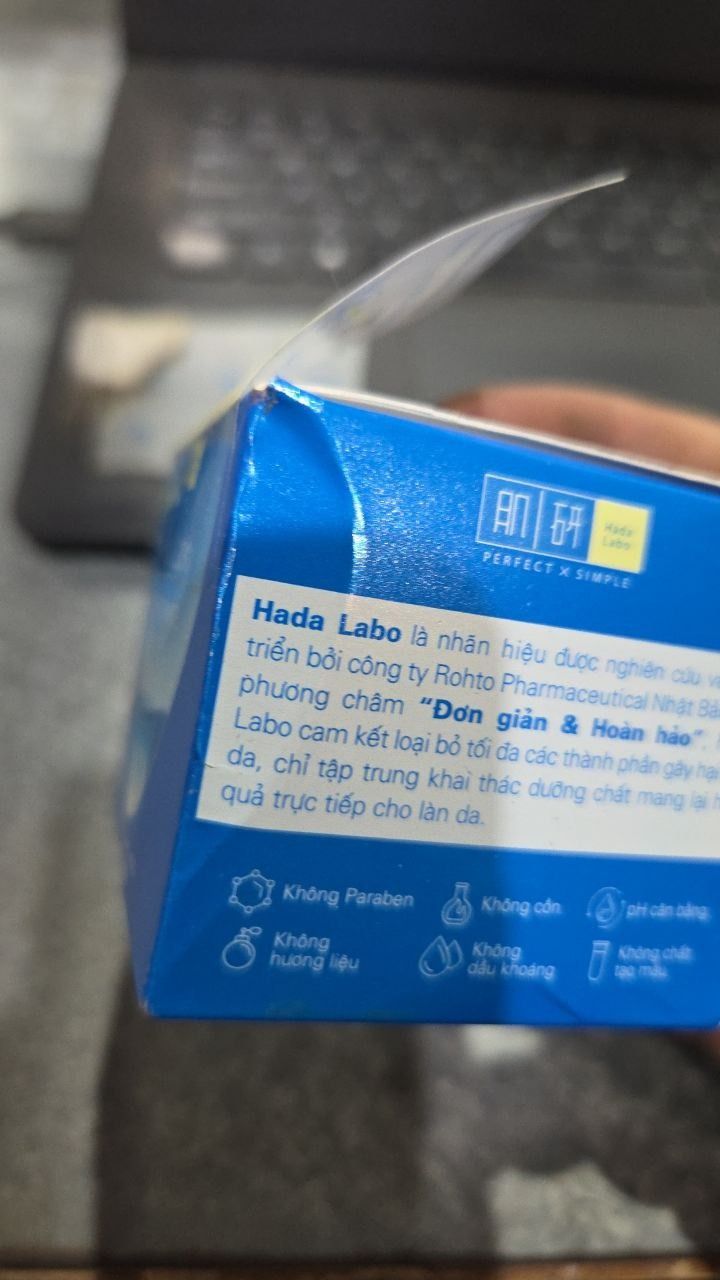 肌研
Hada
Labo
PERFECT X SIMPLE
Hada Labo là nhãn hiệu được nghiên cứu
triển bởi công ty Rohto Pharmaceutical Nhật
phương châm “Đơn giản & Hoàn hảo”.
Labo cam kết loại bỏ tối đa các thành phần gây
da, chỉ tập trung khai thác dưỡng chất mang lại
quả trực tiếp cho làn da.
Không Paraben
Không cồn
pH cân bằng
Không
hương liệu
Không
dầu khoáng
Không chất
tạo màu